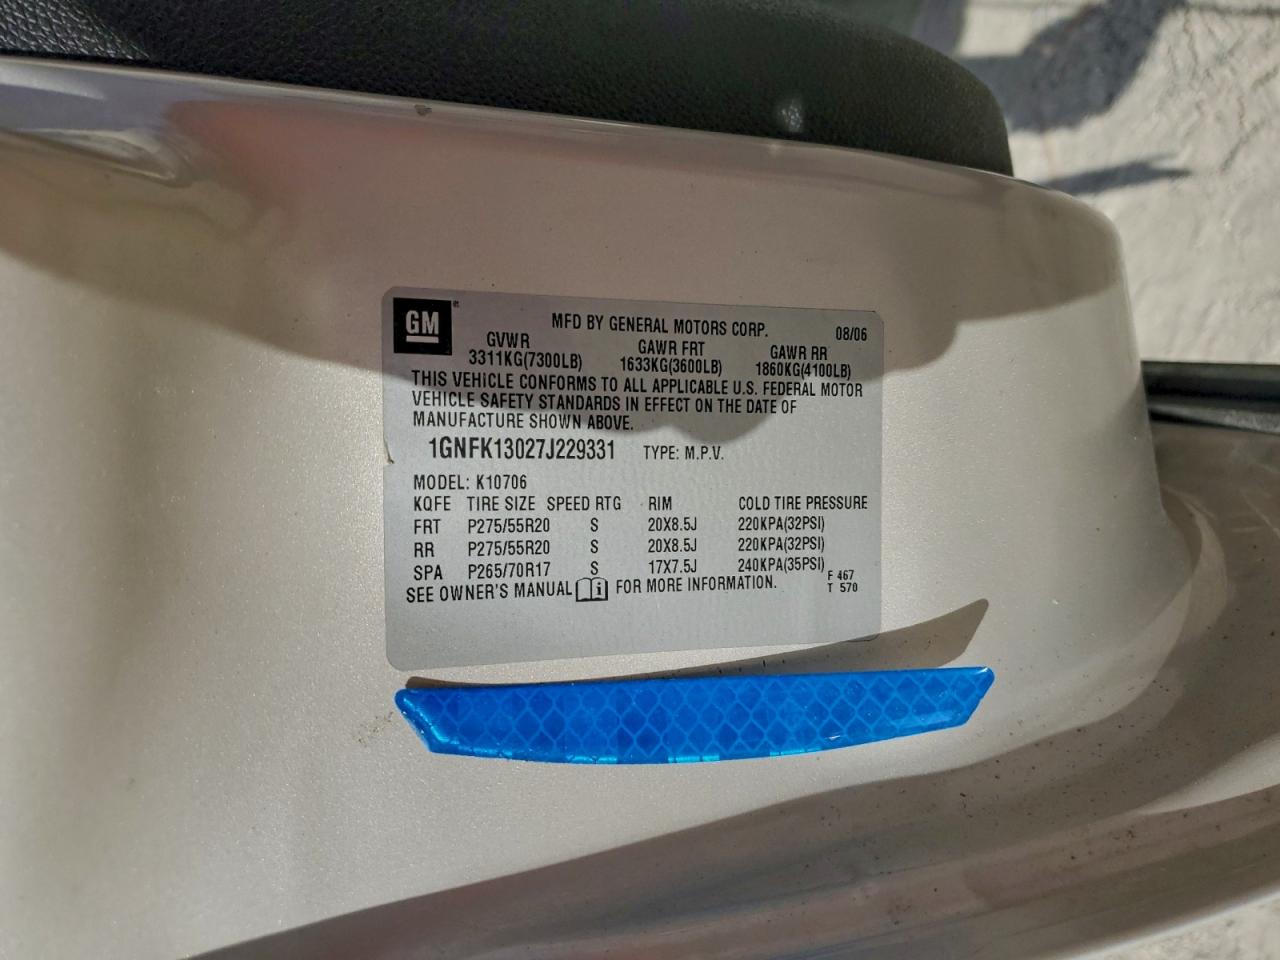 GM
MFD BY GENERAL MOTORS CORP. 08/06
GVWR GAWR FRT GAWR RR
3311KG(7300LB) 1633KG(3600LB) 1860KG(4100LB)
THIS VEHICLE CONFORMS TO ALL APPLICABLE U.S. FEDERAL MOTOR
VEHICLE SAFETY STANDARDS IN EFFECT ON THE DATE OF
MANUFACTURE SHOWN ABOVE.
1GNFK13027J229331 TYPE: M.P.V.
MODEL: K10706
KQFE TIRE SIZE SPEED RTG RIM COLD TIRE PRESSURE
FRT P275/55R20 S 20X8.5J 220KPA(32PSI)
RR P275/55R20 S 20X8.5J 220KPA(32PSI)
SPA P265/70R17 S 17X7.5J 240KPA(35PSI)
SEE OWNER'S MANUAL i FOR MORE INFORMATION. F 467
T 570